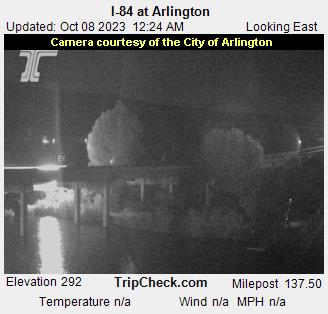 I-84 at Arlington
Updated: Oct 08 2023 12:24 AM Looking East
Camera courtesy of the City of Arlington
Elevation 292 TripCheck.com Milepost 137.50
Temperature n/a Wind n/a MPH n/a